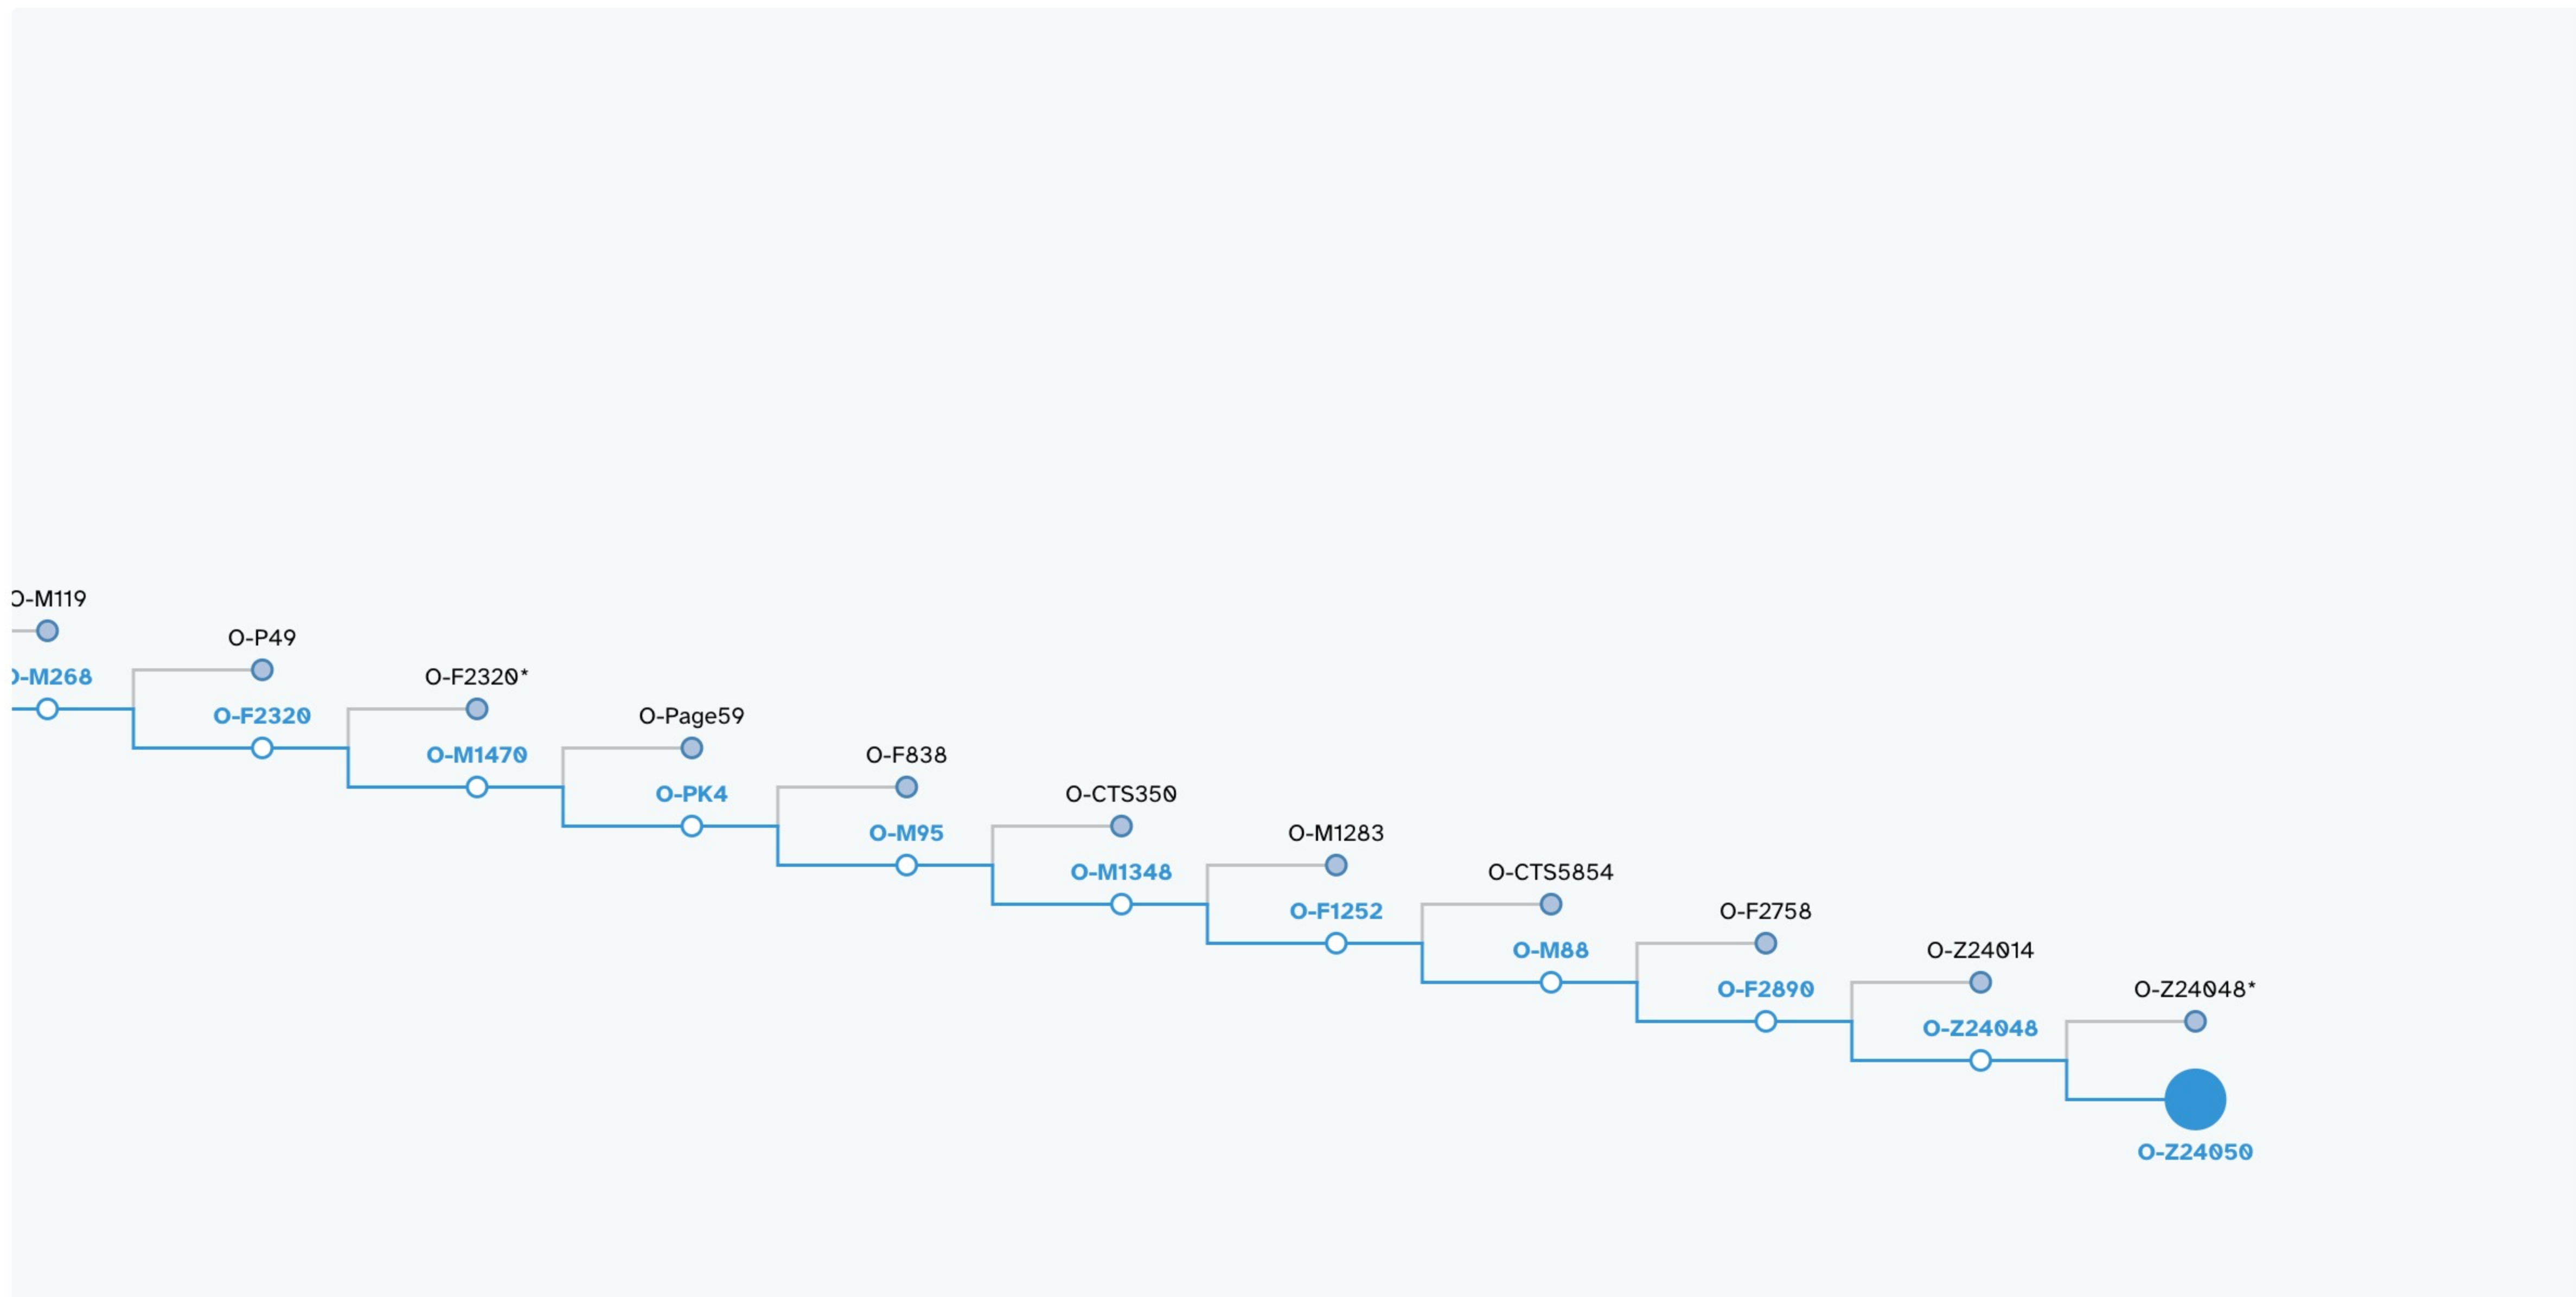 O-M119
O-M268
O-P49
O-F2320
O-F2320*
O-M1470
O-Page59
O-PK4
O-F838
O-M95
O-CTS350
O-M1348
O-M1283
O-F1252
O-CTS5854
O-M88
O-F2758
O-F2890
O-Z24014
O-Z24048
O-Z24048*
O-Z24050